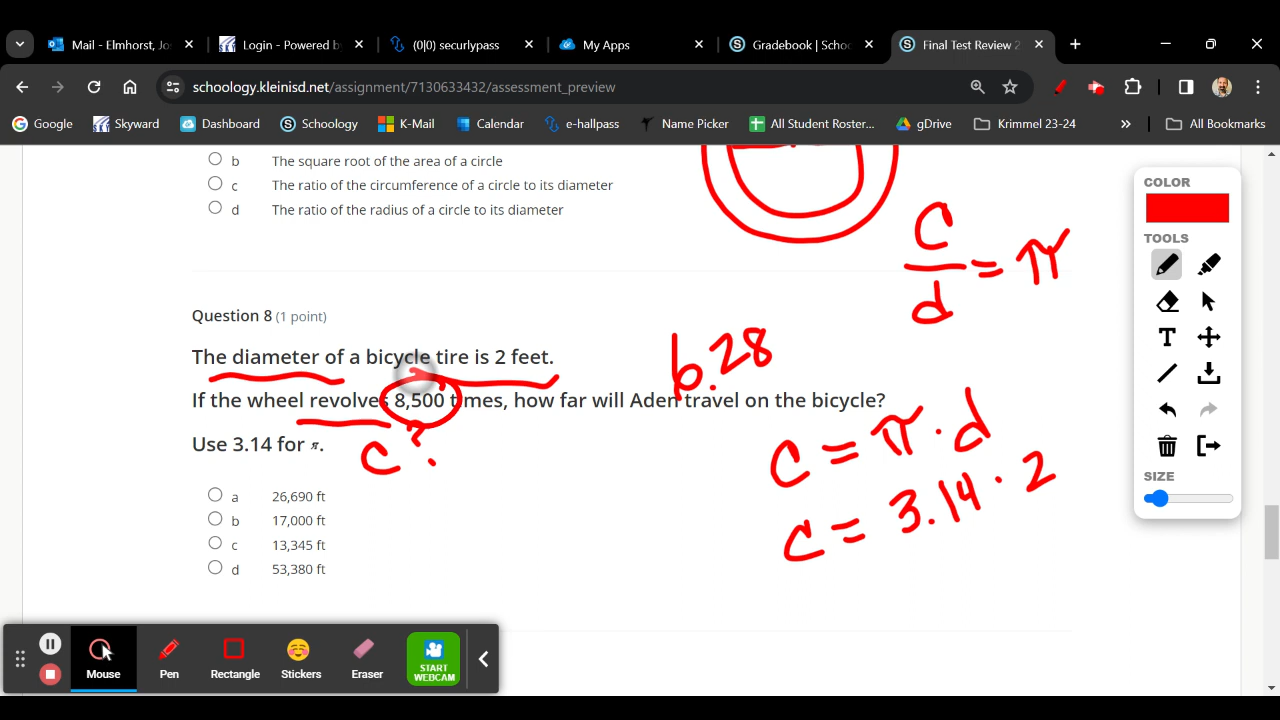 Mail - Elmhorst, Jo
Login - Powered by
(0|0) securlypass
My Apps
Gradebook | Schoo
Final Test Review 2
schoology.kleinisd.net/assignment/7130633432/assessment_preview
Google
Skyward
Dashboard
Schoology
K-Mail
Calendar
e-hallpass
Name Picker
All Student Roster...
gDrive
Krimmel 23-24
»
All Bookmarks
b The square root of the area of a circle
c The ratio of the circumference of a circle to its diameter
d The ratio of the radius of a circle to its diameter
C/d = π
Question 8 (1 point)
The diameter of a bicycle tire is 2 feet.
6.28
If the wheel revolves 8,500 times, how far will Aden travel on the bicycle?
Use 3.14 for π.
C?
C = π · d
C = 3.14 · 2
a 26,690 ft
b 17,000 ft
c 13,345 ft
d 53,380 ft
COLOR
TOOLS
T
SIZE
Mouse
Pen
Rectangle
Stickers
Eraser
START
WEBCAM